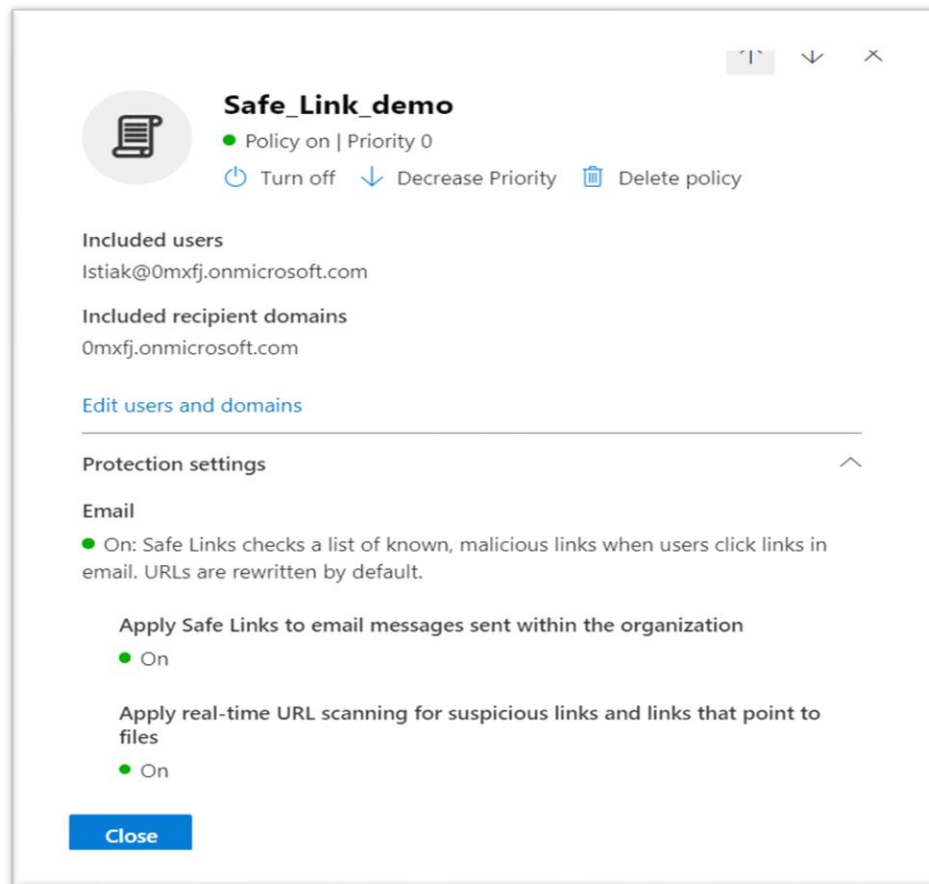 Safe_Link_demo
Policy on | Priority 0
Turn off Decrease Priority Delete policy
Included users
Istiak@0mxfj.onmicrosoft.com
Included recipient domains
0mxfj.onmicrosoft.com
Edit users and domains
Protection settings
Email
On: Safe Links checks a list of known, malicious links when users click links in
email. URLs are rewritten by default.
Apply Safe Links to email messages sent within the organization
On
Apply real-time URL scanning for suspicious links and links that point to
files
On
Close